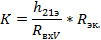 K = h₂₁э / RвхV * Rэк.